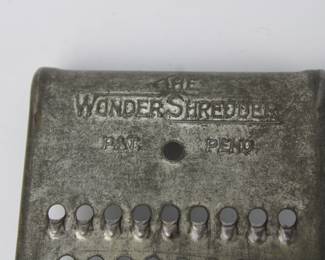 THE
WONDER SHREDDER
PAT. PEND